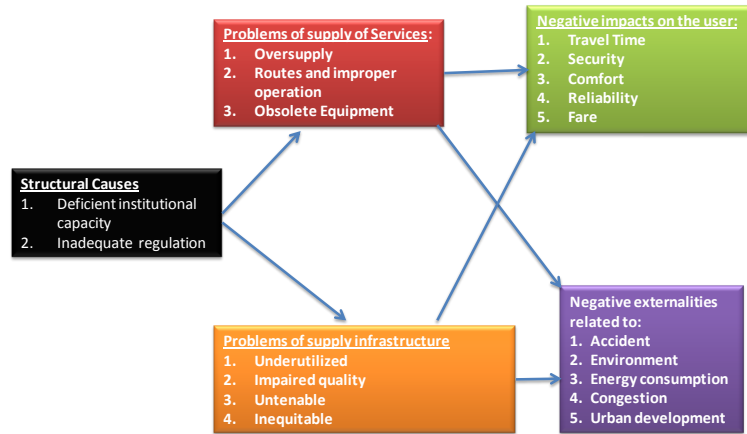 Structural Causes
1. Deficient institutional
capacity
2. Inadequate regulation
Problems of supply of Services:
1. Oversupply
2. Routes and improper
operation
3. Obsolete Equipment
Problems of supply infrastructure
1. Underutilized
2. Impaired quality
3. Untenable
4. Inequitable
Negative impacts on the user:
1. Travel Time
2. Security
3. Comfort
4. Reliability
5. Fare
Negative externalities
related to:
1. Accident
2. Environment
3. Energy consumption
4. Congestion
5. Urban development